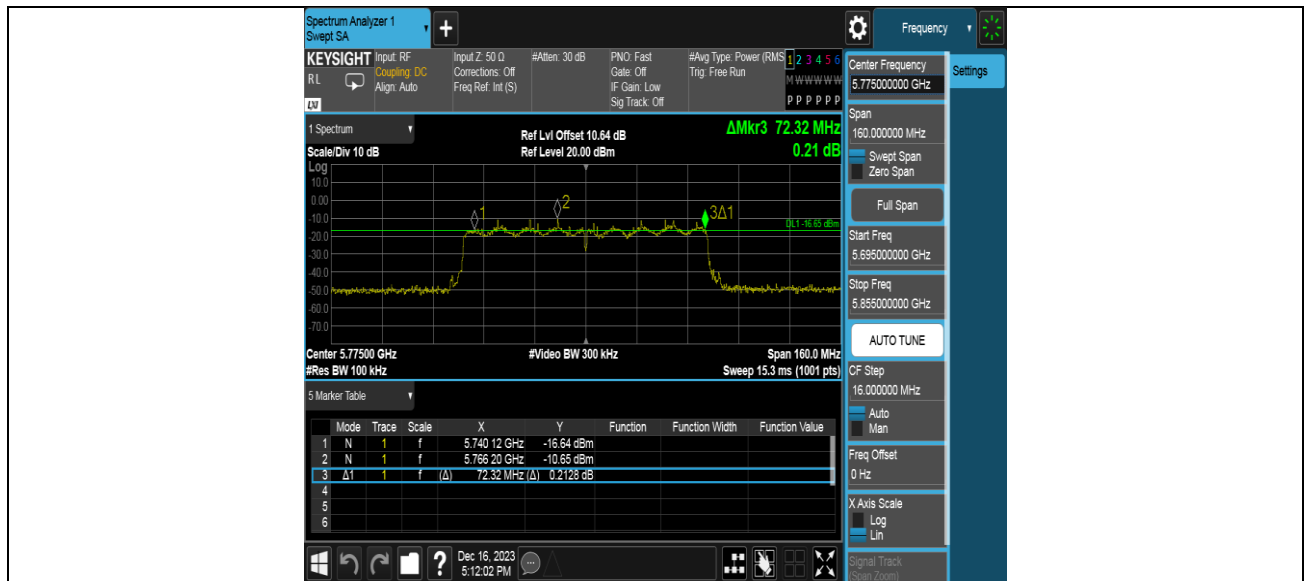 Spectrum Analyzer 1
Swept SA
+
Frequency
KEYSIGHT
RL
LXI
Input: RF
Coupling: DC
Align: Auto
Input Z: 50 Ω
Corrections: Off
Freq Ref: Int (S)
#Atten: 30 dB
PNO: Fast
Gate: Off
IF Gain: Low
Sig Track: Off
#Avg Type: Power (RMS
Trig: Free Run
1 2 3 4 5 6
M W W W W W
P P P P P P
1 Spectrum
Scale/Div 10 dB
Ref Lvl Offset 10.64 dB
Ref Level 20.00 dBm
ΔMkr3 72.32 MHz
0.21 dB
Log
10.0
0.00
-10.0
-20.0
-30.0
-40.0
-50.0
-60.0
-70.0
1
2
3Δ1
DL1 -16.65 dBm
Center 5.77500 GHz
#Video BW 300 kHz
Span 160.0 MHz
#Res BW 100 kHz
Sweep 15.3 ms (1001 pts)
5 Marker Table
Mode Trace Scale X Y Function Function Width Function Value
1 N 1 f 5.740 12 GHz -16.64 dBm
2 N 1 f 5.766 20 GHz -10.65 dBm
3 Δ1 1 f (Δ) 72.32 MHz (Δ) 0.2128 dB
4
5
6
?
Dec 16, 2023
5:12:02 PM
Center Frequency
5.775000000 GHz
Settings
Span
160.000000 MHz
Swept Span
Zero Span
Full Span
Start Freq
5.695000000 GHz
Stop Freq
5.855000000 GHz
AUTO TUNE
CF Step
16.000000 MHz
Auto
Man
Freq Offset
0 Hz
X Axis Scale
Log
Lin
Signal Track
(Span Zoom)